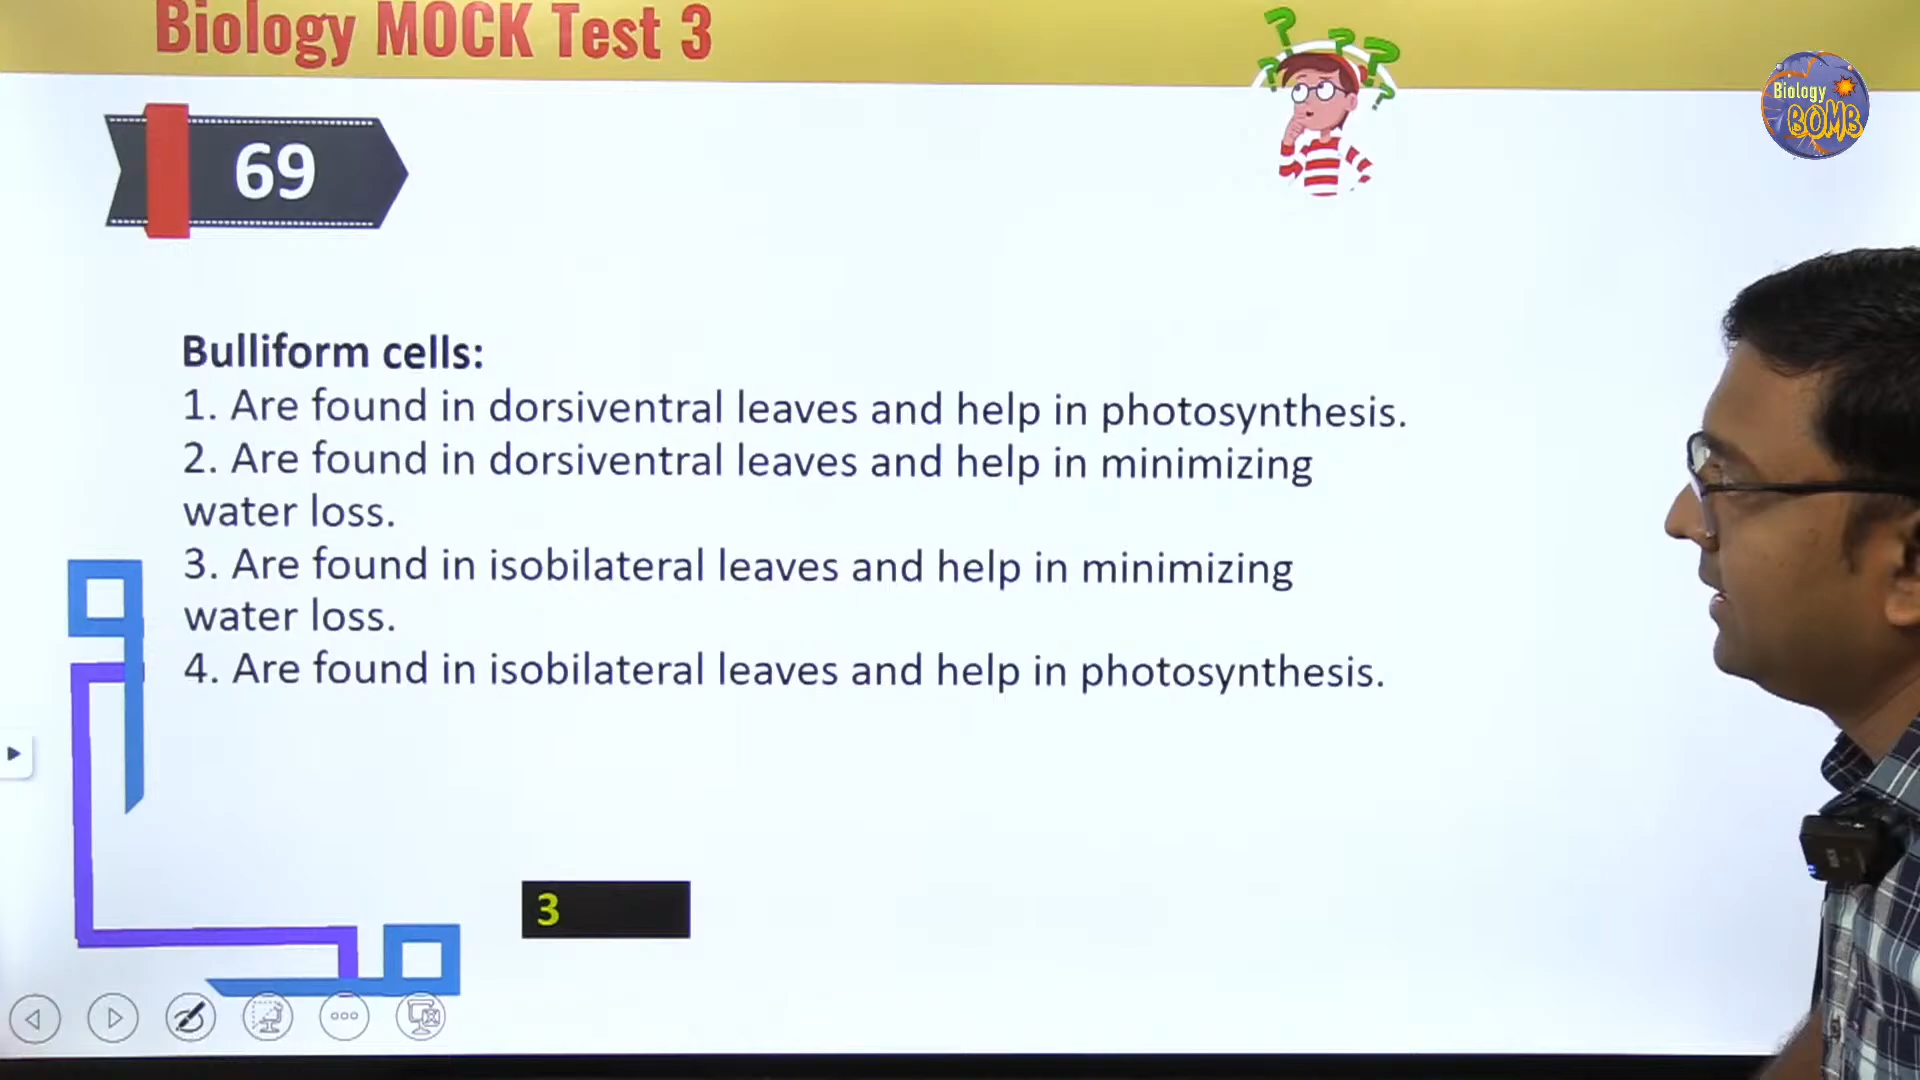 Biology MOCK Test 3
Biology
BOMB
69
Bulliform cells:
1. Are found in dorsiventral leaves and help in photosynthesis.
2. Are found in dorsiventral leaves and help in minimizing
water loss.
3. Are found in isobilateral leaves and help in minimizing
water loss.
4. Are found in isobilateral leaves and help in photosynthesis.
3